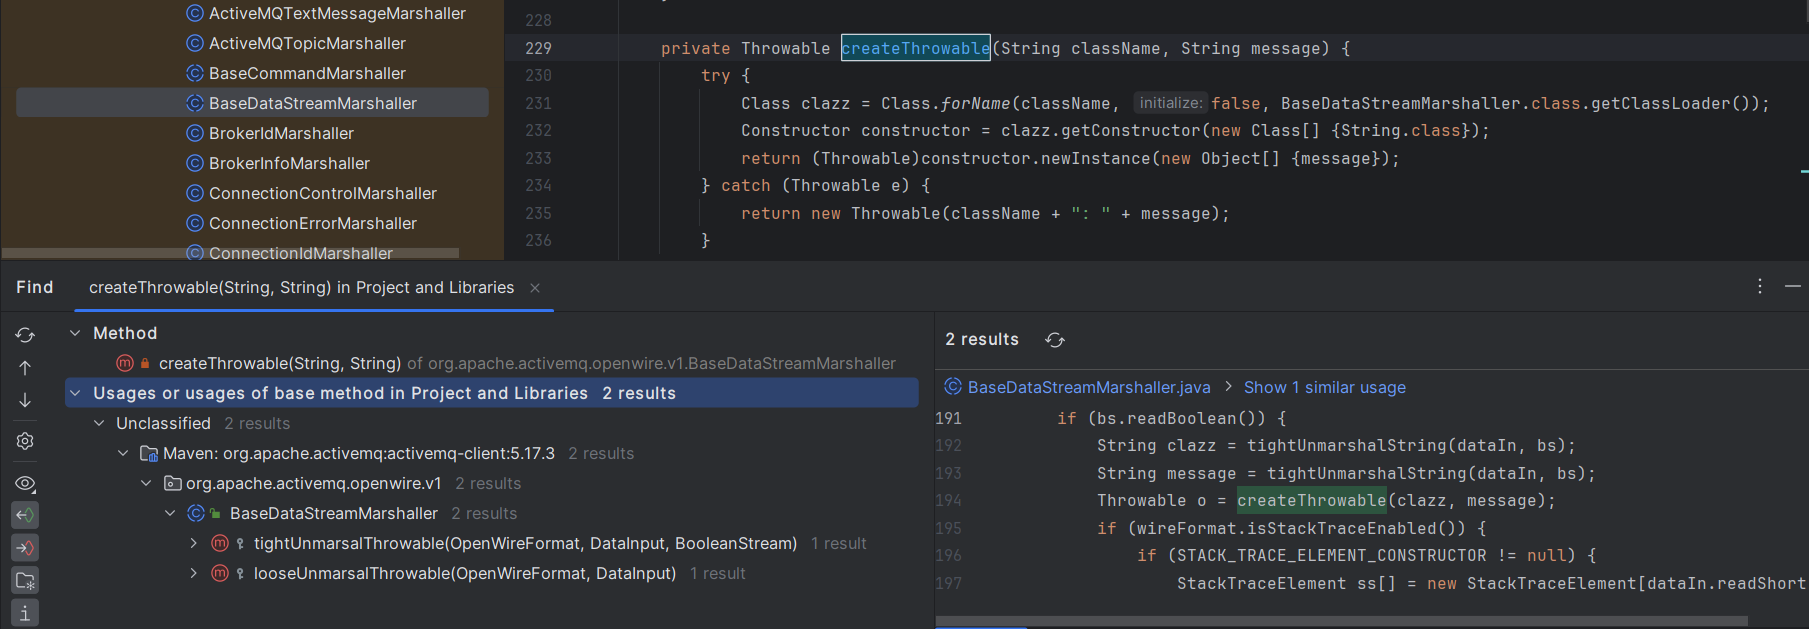 ActiveMQTextMessageMarshaller
ActiveMQTopicMarshaller
BaseCommandMarshaller
BaseDataStreamMarshaller
BrokerIdMarshaller
BrokerInfoMarshaller
ConnectionControlMarshaller
ConnectionErrorMarshaller
ConnectionIdMarshaller
228
229 private Throwable createThrowable(String className, String message) {
230 try {
231 Class clazz = Class.forName(className, initialize: false, BaseDataStreamMarshaller.class.getClassLoader());
232 Constructor constructor = clazz.getConstructor(new Class[] {String.class});
233 return (Throwable)constructor.newInstance(new Object[] {message});
234 } catch (Throwable e) {
235 return new Throwable(className + ": " + message);
236 }
Find createThrowable(String, String) in Project and Libraries
Method
createThrowable(String, String) of org.apache.activemq.openwire.v1.BaseDataStreamMarshaller
Usages or usages of base method in Project and Libraries 2 results
Unclassified 2 results
Maven: org.apache.activemq:activemq-client:5.17.3 2 results
org.apache.activemq.openwire.v1 2 results
BaseDataStreamMarshaller 2 results
tightUnmarsalThrowable(OpenWireFormat, DataInput, BooleanStream) 1 result
looseUnmarsalThrowable(OpenWireFormat, DataInput) 1 result
2 results
BaseDataStreamMarshaller.java > Show 1 similar usage
191 if (bs.readBoolean()) {
192 String clazz = tightUnmarshalString(dataIn, bs);
193 String message = tightUnmarshalString(dataIn, bs);
194 Throwable o = createThrowable(clazz, message);
195 if (wireFormat.isStackTraceEnabled()) {
196 if (STACK_TRACE_ELEMENT_CONSTRUCTOR != null) {
197 StackTraceElement ss[] = new StackTraceElement[dataIn.readShort